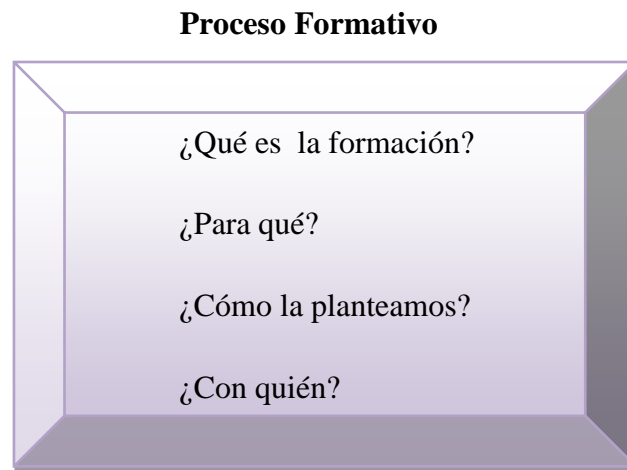 Proceso Formativo
¿Qué es la formación?
¿Para qué?
¿Cómo la planteamos?
¿Con quién?